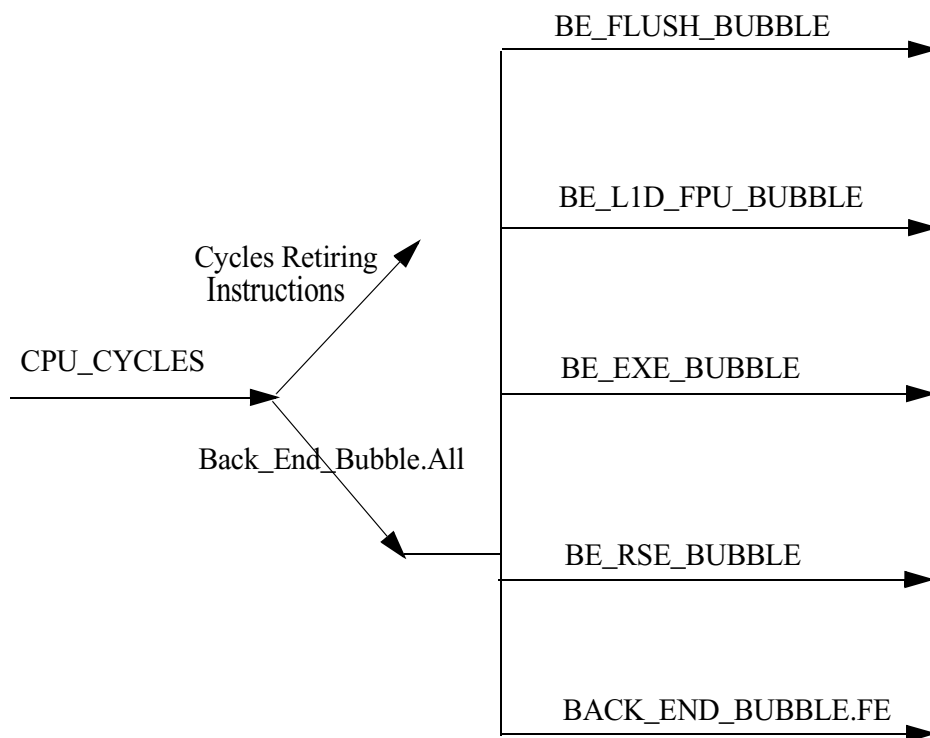 BE_FLUSH_BUBBLE
BE_L1D_FPU_BUBBLE
Cycles Retiring
Instructions
CPU_CYCLES
BE_EXE_BUBBLE
Back_End_Bubble.All
BE_RSE_BUBBLE
BACK_END_BUBBLE.FE